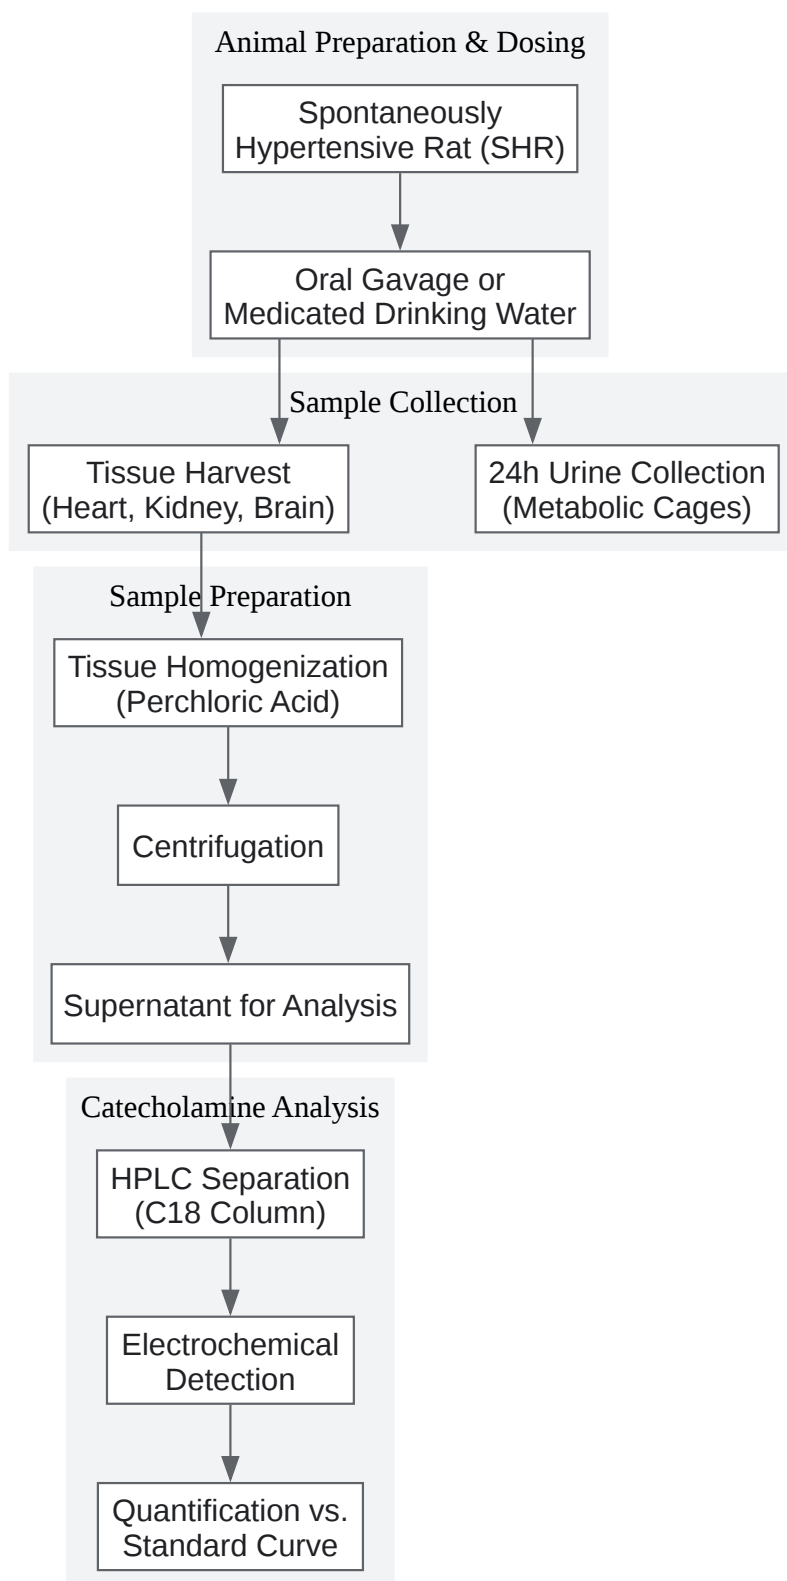 Animal Preparation & Dosing
Spontaneously
Hypertensive Rat (SHR)
Oral Gavage or
Medicated Drinking Water
Sample Collection
Tissue Harvest
(Heart, Kidney, Brain)
24h Urine Collection
(Metabolic Cages)
Sample Preparation
Tissue Homogenization
(Perchloric Acid)
Centrifugation
Supernatant for Analysis
Catecholamine Analysis
HPLC Separation
(C18 Column)
Electrochemical
Detection
Quantification vs.
Standard Curve